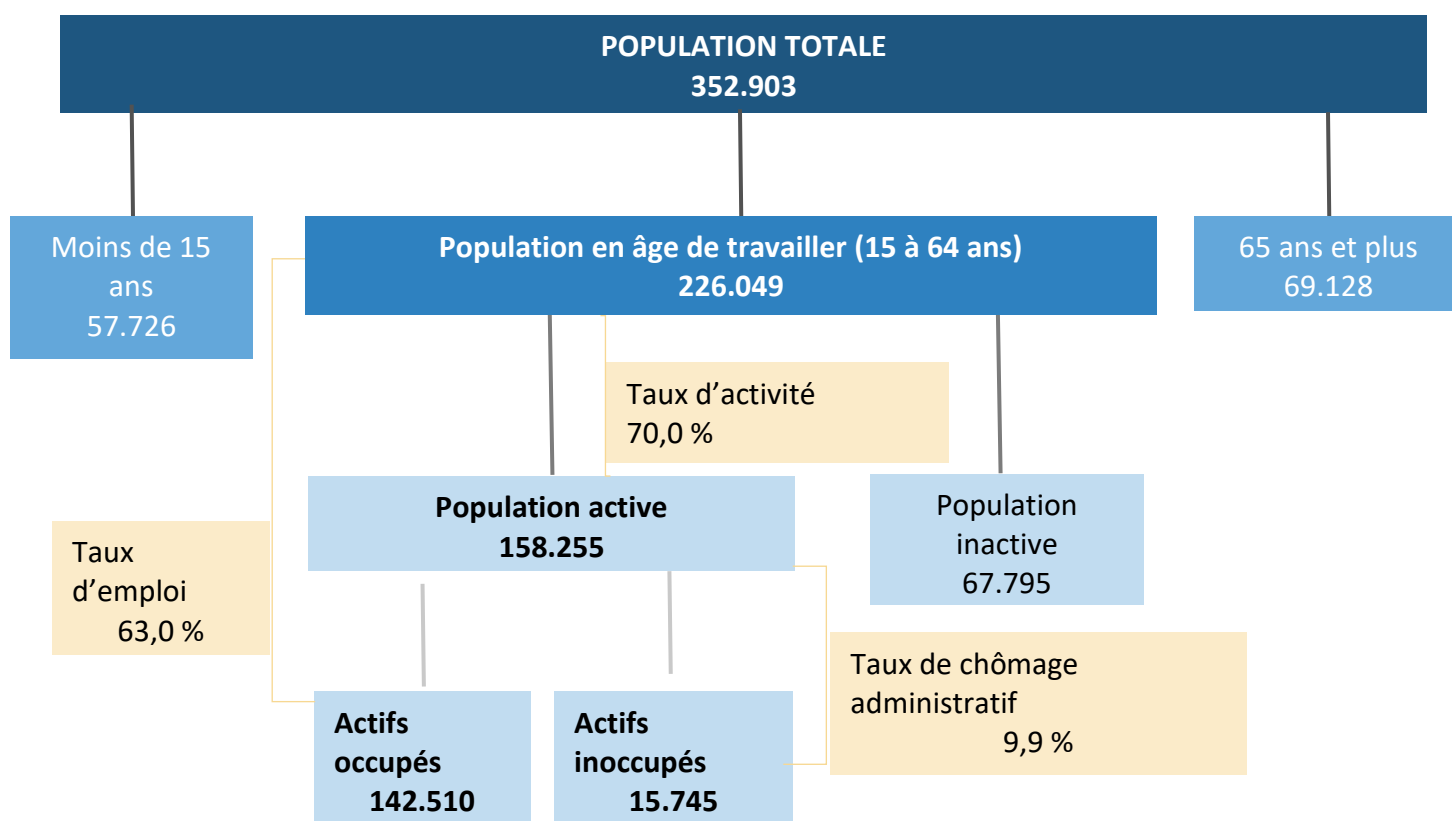 POPULATION TOTALE
352.903
Moins de 15
ans
57.726
Population en âge de travailler (15 à 64 ans)
226.049
65 ans et plus
69.128
Taux d’activité
70,0 %
Population active
158.255
Population
inactive
67.795
Taux
d’emploi
63,0 %
Taux de chômage
administratif
9,9 %
Actifs
occupés
142.510
Actifs
inoccupés
15.745